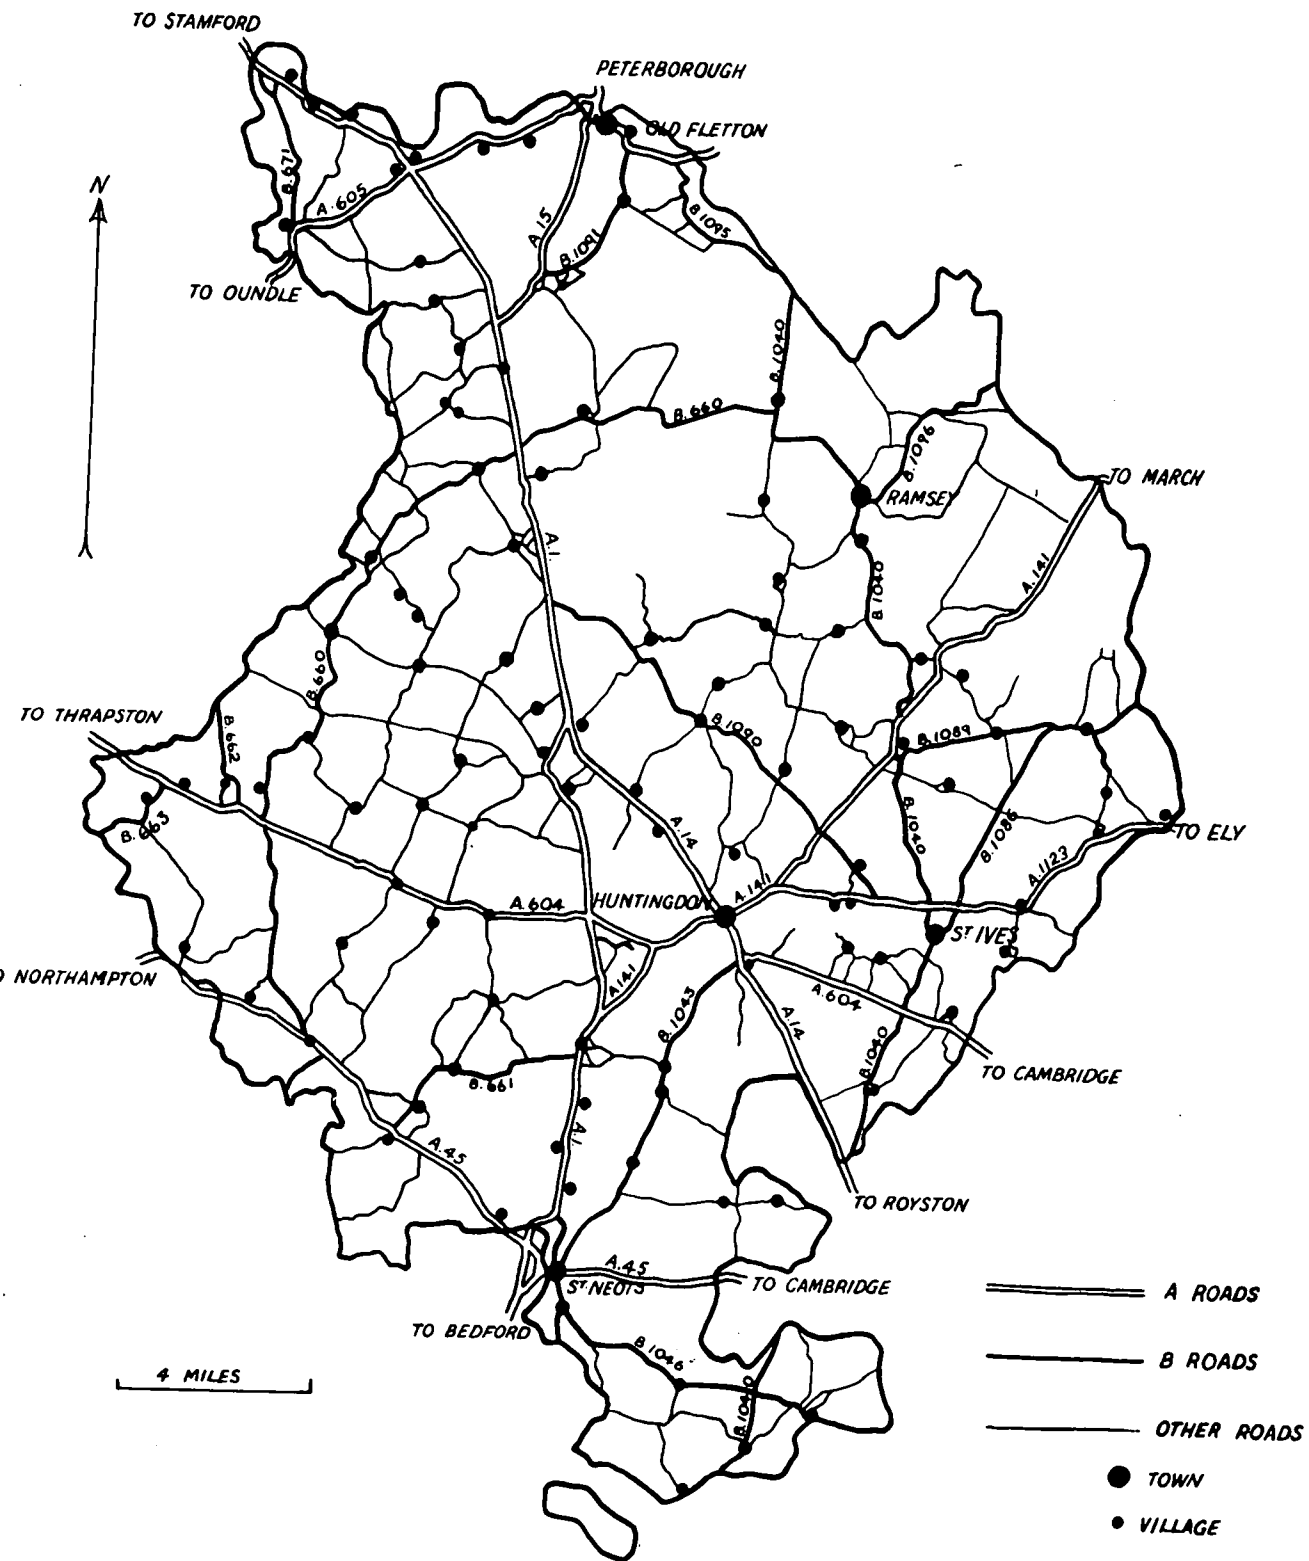 TO STAMFORD
PETERBOROUGH
OLD FLETTON
N
B.671
A.605
A.15
B.1091
B.1095
TO OUNDLE
B.1040
B.660
B.1096
RAMSEY
TO MARCH
A.1.
B.1040
A.141
B.660
TO THRAPSTON
B.662
B.1090
B.1089
B.663
A.14
B.1040
B.1086
TO ELY
A.1123
A.604
HUNTINGDON
A.141
ST IVES
NORTHAMPTON
A141
B.1043
A.604
A.14
B.1040
TO CAMBRIDGE
B.661
A.1.
A.45
TO ROYSTON
A.45
TO CAMBRIDGE
ST NEOTS
TO BEDFORD
B.1046
B.1040
4 MILES
A ROADS
B ROADS
OTHER ROADS
TOWN
VILLAGE